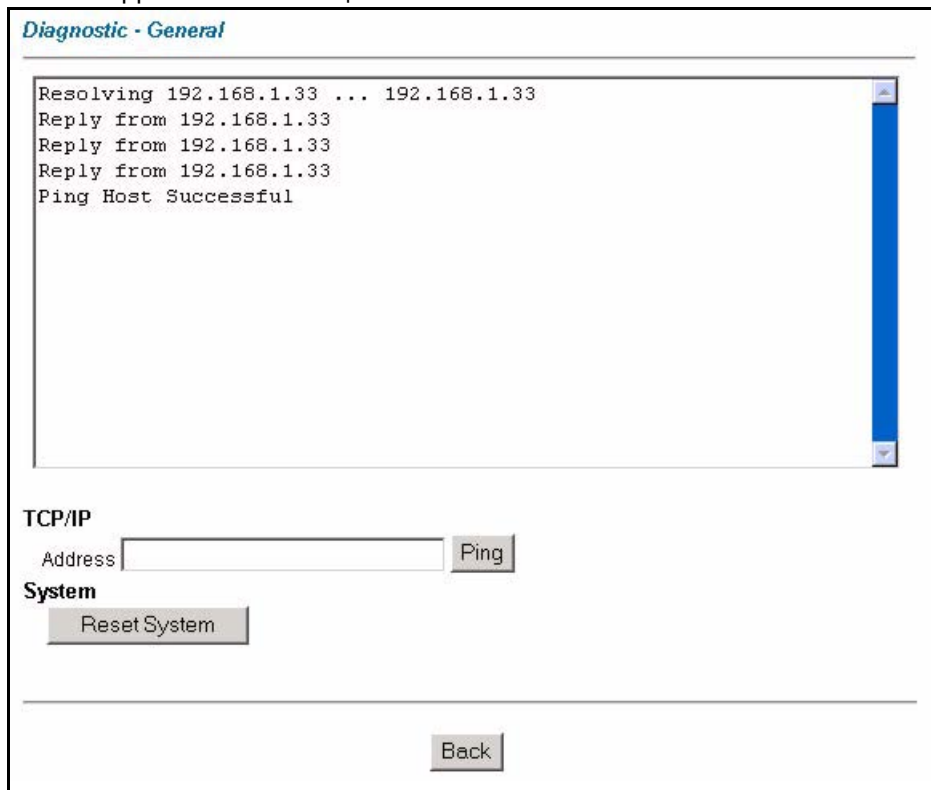 Diagnostic - General
Resolving 192.168.1.33 ... 192.168.1.33
Reply from 192.168.1.33
Reply from 192.168.1.33
Reply from 192.168.1.33
Ping Host Successful
TCP/IP
Address Ping
System
Reset System
Back